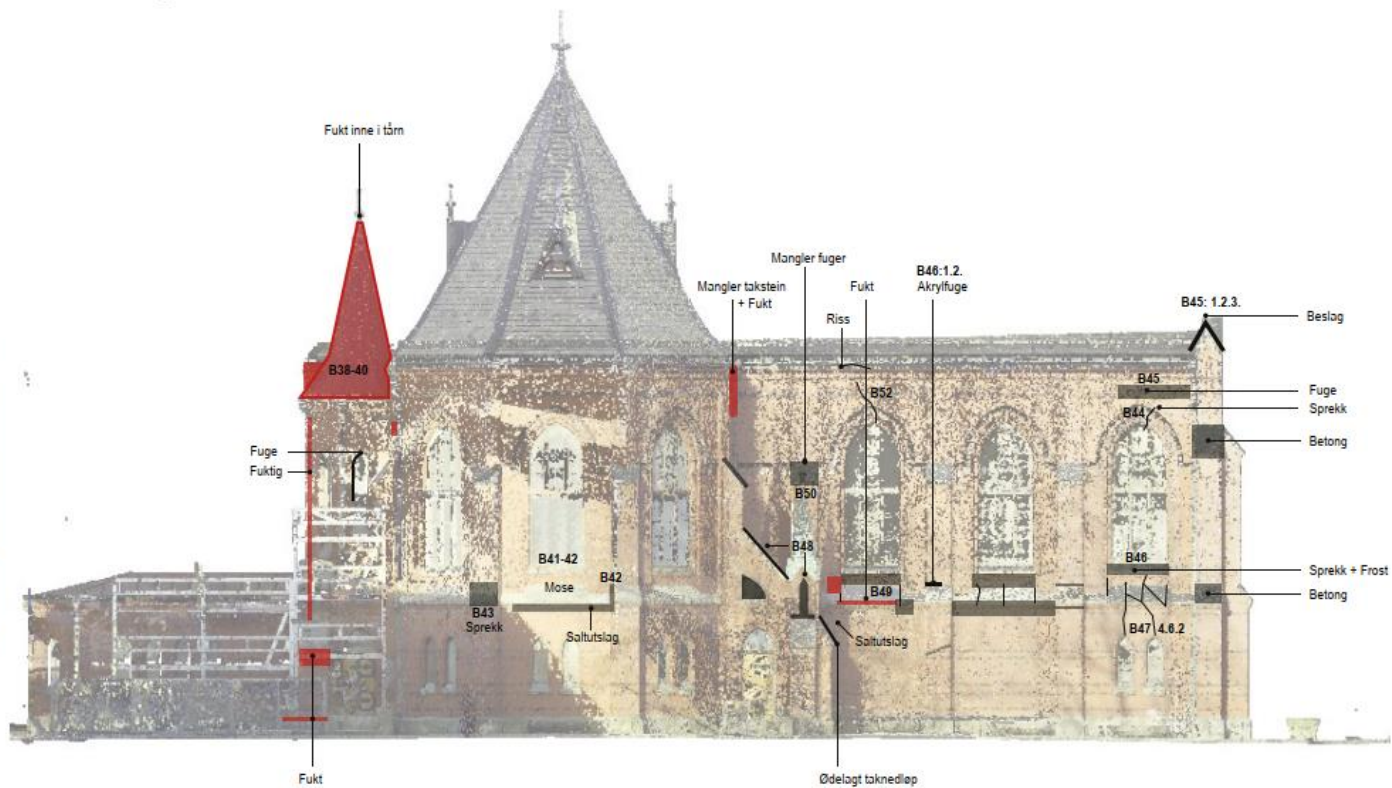 Fukt inne i tårn
Mangler fuger
Mangler takstein
+ Fukt
Fukt
B46:1.2.
Akrylfuge
B45: 1.2.3.
Beslag
Riss
B38-40
B52
B45
Fuge
B44
Sprekk
Betong
Fuge
Fuktig
B50
B48
B41-42
Mose
B42
B43
Sprekk
Saltutslag
B49
Saltutslag
B46
Sprekk + Frost
Betong
B47
4.6.2
Fukt
Ødelagt taknedløp